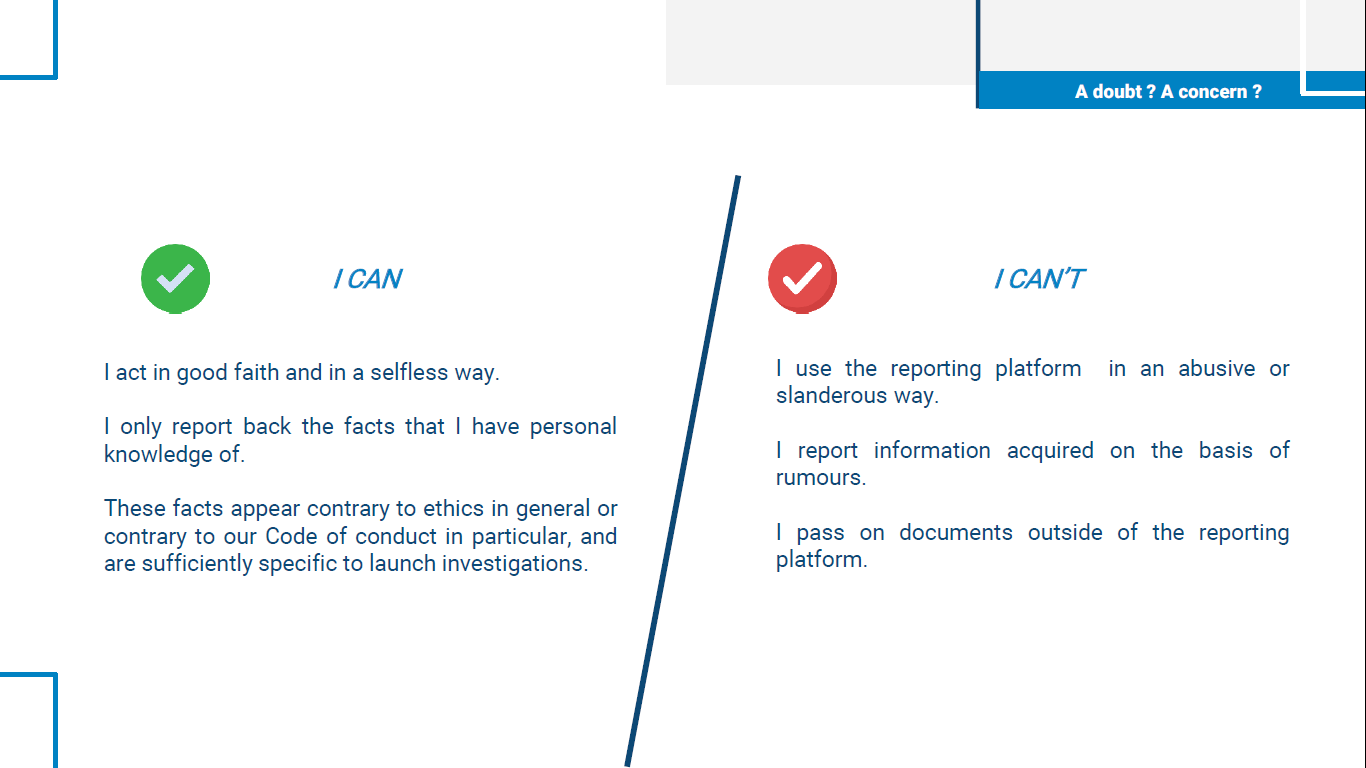 A doubt ? A concern ?
I CAN
I act in good faith and in a selfless way.
I only report back the facts that I have personal
knowledge of.
These facts appear contrary to ethics in general or
contrary to our Code of conduct in particular, and
are sufficiently specific to launch investigations.
I CAN'T
I use the reporting platform in an abusive or
slanderous way.
I report information acquired on the basis of
rumours.
I pass on documents outside of the reporting
platform.